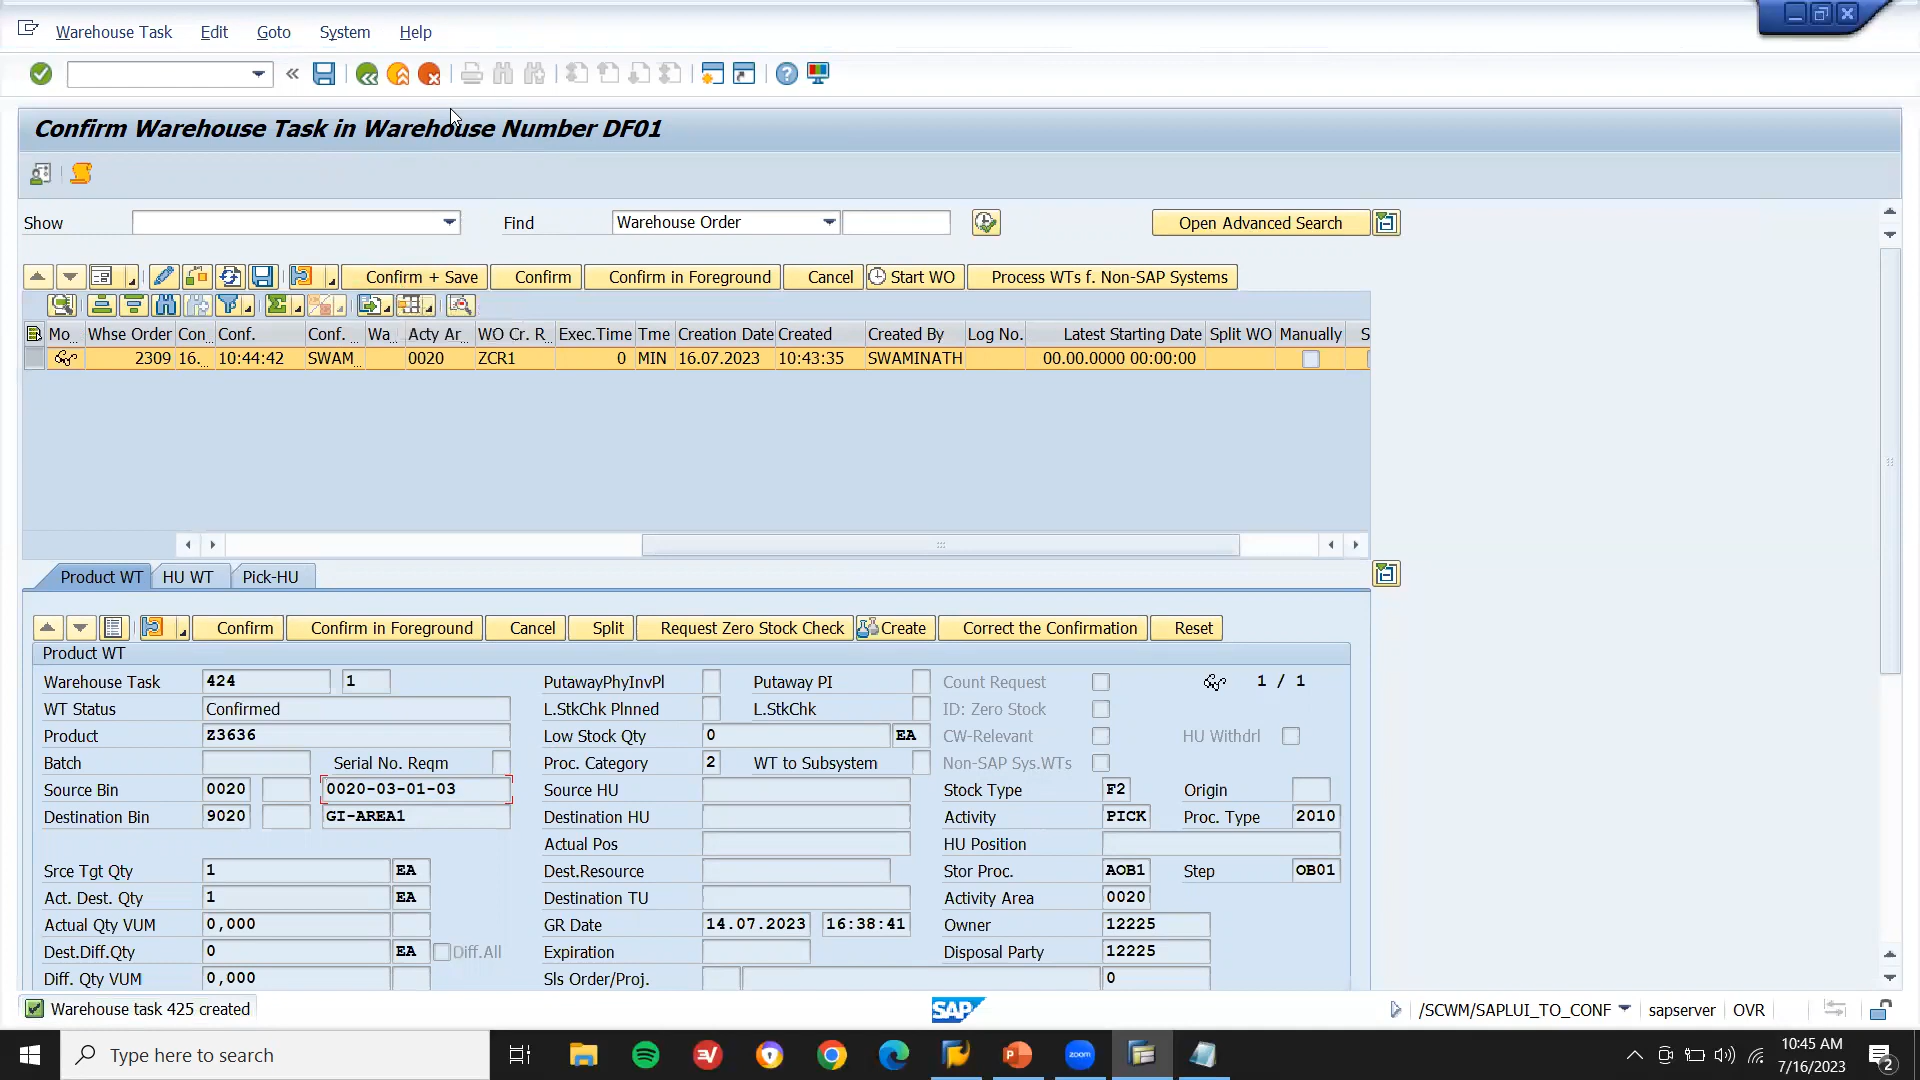 Warehouse Task Edit Goto System Help
Confirm Warehouse Task in Warehouse Number DF01
Show Find Warehouse Order Open Advanced Search
Confirm + Save Confirm Confirm in Foreground Cancel Start WO Process WTs f. Non-SAP Systems
Mo... Whse Order Con Conf. Conf. ... Wa... Acty Ar WO Cr. R... Exec.Time Tme Creation Date Created Created By Log No. Latest Starting Date Split WO Manually S
2309 16... 10:44:42 SWAM... 0020 ZCR1 0 MIN 16.07.2023 10:43:35 SWAMINATH 00.00.0000 00:00:00
Product WT HU WT Pick-HU
Confirm Confirm in Foreground Cancel Split Request Zero Stock Check Create Correct the Confirmation Reset
Product WT
Warehouse Task 424 1 PutawayPhyInvPl Putaway PI Count Request 1 / 1
WT Status Confirmed L.StkChk Plnned L.StkChk ID: Zero Stock
Product Z3636 Low Stock Qty 0 EA CW-Relevant HU Withdrl
Batch Serial No. Reqm Proc. Category 2 WT to Subsystem Non-SAP Sys.WTs
Source Bin 0020 0020-03-01-03 Source HU Stock Type F2 Origin
Destination Bin 9020 GI-AREA1 Destination HU Activity PICK Proc. Type 2010
Actual Pos HU Position
Srce Tgt Qty 1 EA Dest.Resource Stor Proc. AOB1 Step OB01
Act. Dest. Qty 1 EA Destination TU Activity Area 0020
Actual Qty VUM 0,000 GR Date 14.07.2023 16:38:41 Owner 12225
Dest.Diff.Qty 0 EA Diff.All Expiration Disposal Party 12225
Diff. Qty VUM 0,000 Sls Order/Proj. 0
Warehouse task 425 created SAP /SCWM/SAPLUI_TO_CONF sapserver OVR
Type here to search zoom 10:45 AM
7/16/2023 2